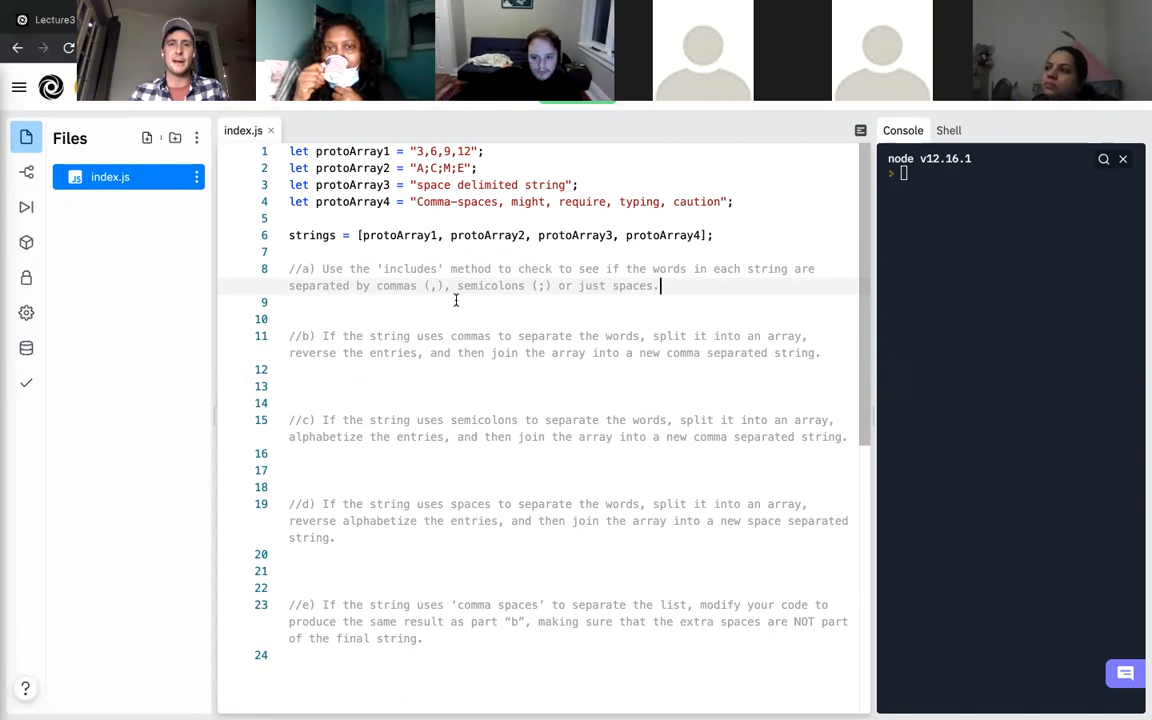 Lecture3
Files
index.js
index.js
Console
Shell
1 let protoArray1 = "3,6,9,12";
2 let protoArray2 = "A;C;M;E";
3 let protoArray3 = "space delimited string";
4 let protoArray4 = "Comma-spaces, might, require, typing, caution";
5
6 strings = [protoArray1, protoArray2, protoArray3, protoArray4];
7
8 //a) Use the 'includes' method to check to see if the words in each string are
separated by commas (,), semicolons (;) or just spaces.
9
10
11 //b) If the string uses commas to separate the words, split it into an array,
reverse the entries, and then join the array into a new comma separated string.
12
13
14
15 //c) If the string uses semicolons to separate the words, split it into an array,
alphabetize the entries, and then join the array into a new comma separated string.
16
17
18
19 //d) If the string uses spaces to separate the words, split it into an array,
reverse alphabetize the entries, and then join the array into a new space separated
string.
20
21
22
23 //e) If the string uses ‘comma spaces’ to separate the list, modify your code to
produce the same result as part “b”, making sure that the extra spaces are NOT part
of the final string.
24
node v12.16.1
>
?